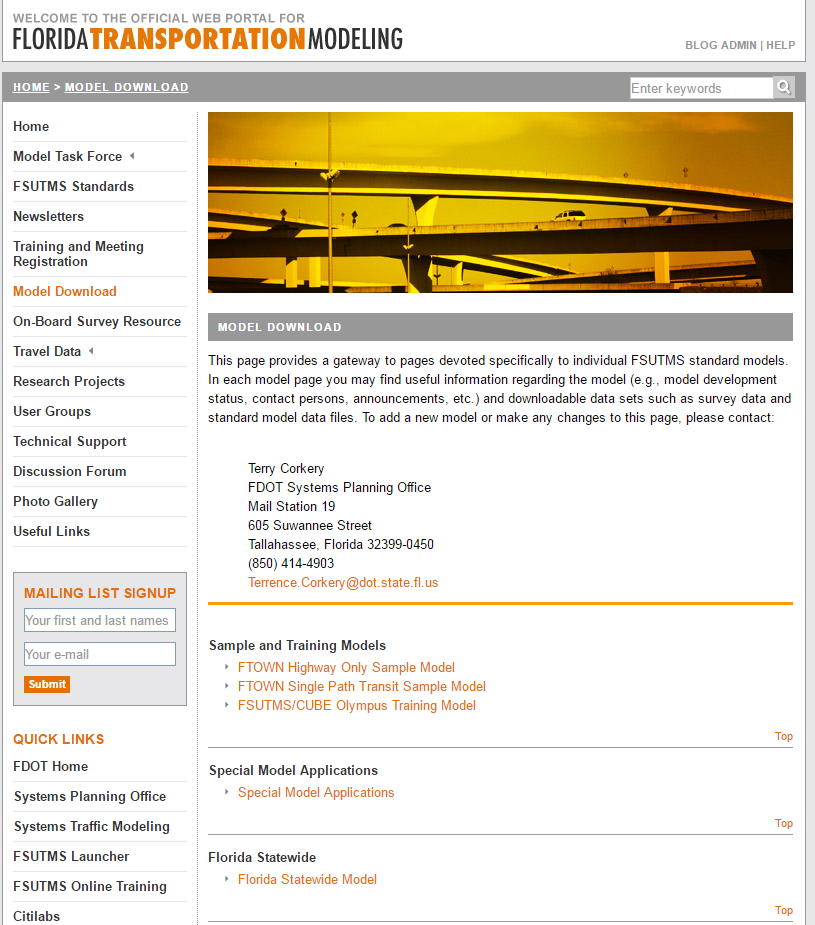 WELCOME TO THE OFFICIAL WEB PORTAL FOR
FLORIDATRANSPORTATIONMODELING
BLOG ADMIN | HELP
HOME > MODEL DOWNLOAD
Enter keywords
Home
Model Task Force
FSUTMS Standards
Newsletters
Training and Meeting
Registration
Model Download
On-Board Survey Resource
Travel Data
Research Projects
User Groups
Technical Support
Discussion Forum
Photo Gallery
Useful Links
MAILING LIST SIGNUP
Your first and last names
Your e-mail
Submit
QUICK LINKS
FDOT Home
Systems Planning Office
Systems Traffic Modeling
FSUTMS Launcher
FSUTMS Online Training
Citilabs
MODEL DOWNLOAD
This page provides a gateway to pages devoted specifically to individual FSUTMS standard models.
In each model page you may find useful information regarding the model (e.g., model development
status, contact persons, announcements, etc.) and downloadable data sets such as survey data and
standard model data files. To add a new model or make any changes to this page, please contact:
Terry Corkery
FDOT Systems Planning Office
Mail Station 19
605 Suwannee Street
Tallahassee, Florida 32399-0450
(850) 414-4903
Terrence.Corkery@dot.state.fl.us
Sample and Training Models
FTOWN Highway Only Sample Model
FTOWN Single Path Transit Sample Model
FSUTMS/CUBE Olympus Training Model
Top
Special Model Applications
Special Model Applications
Top
Florida Statewide
Florida Statewide Model
Top